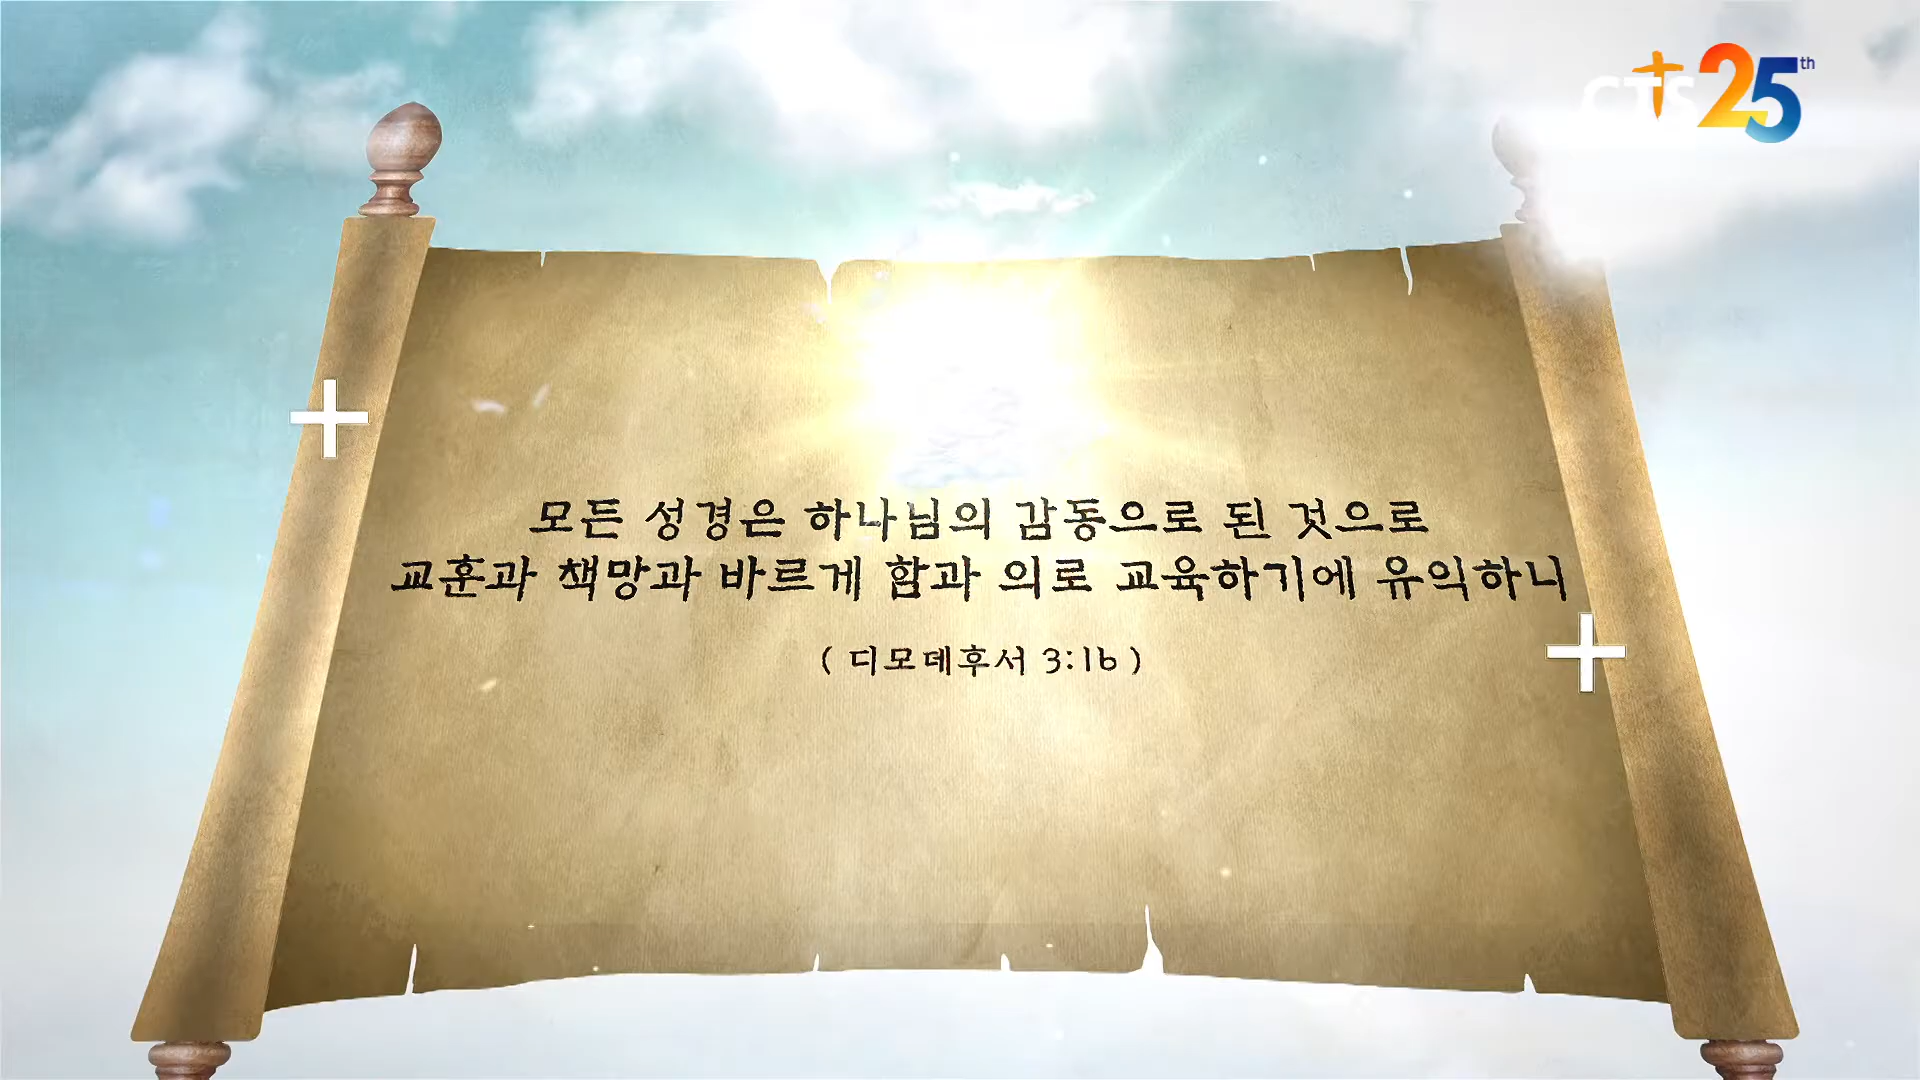 CTS 25th
모든 성경은 하나님의 감동으로 된 것으로
교훈과 책망과 바르게 함과 의로 교육하기에 유익하니
( 디모데후서 3:16 )